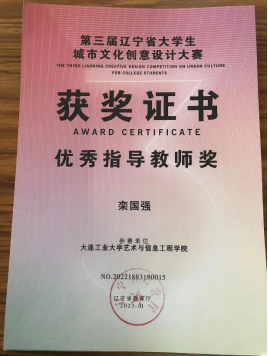 第三届辽宁省大学生
城市文化创意设计大赛
THE THIRD LIAONING CREATIVE DESIGN COMPETITION ON URBAN CULTURE
FOR COLLEGE STUDENTS
获奖证书
AWARD CERTIFICATE
优秀指导教师奖
栾国强
参赛单位
大连工业大学艺术与信息工程学院
NO.20221883190015
辽宁省教育厅
2023.01